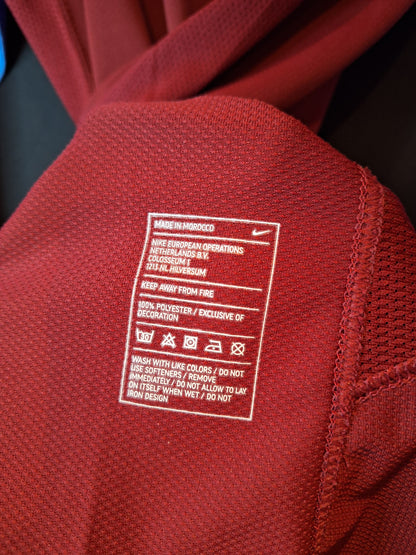 MADE IN MOROCCO
NIKE EUROPEAN OPERATIONS
NETHERLANDS B.V.
COLOSSEUM 1
1213 NL HILVERSUM
KEEP AWAY FROM FIRE
100% POLYESTER / EXCLUSIVE OF
DECORATION
30
WASH WITH LIKE COLORS / DO NOT
USE SOFTENERS / REMOVE
IMMEDIATELY / DO NOT ALLOW TO LAY
ON ITSELF WHEN WET / DO NOT
IRON DESIGN